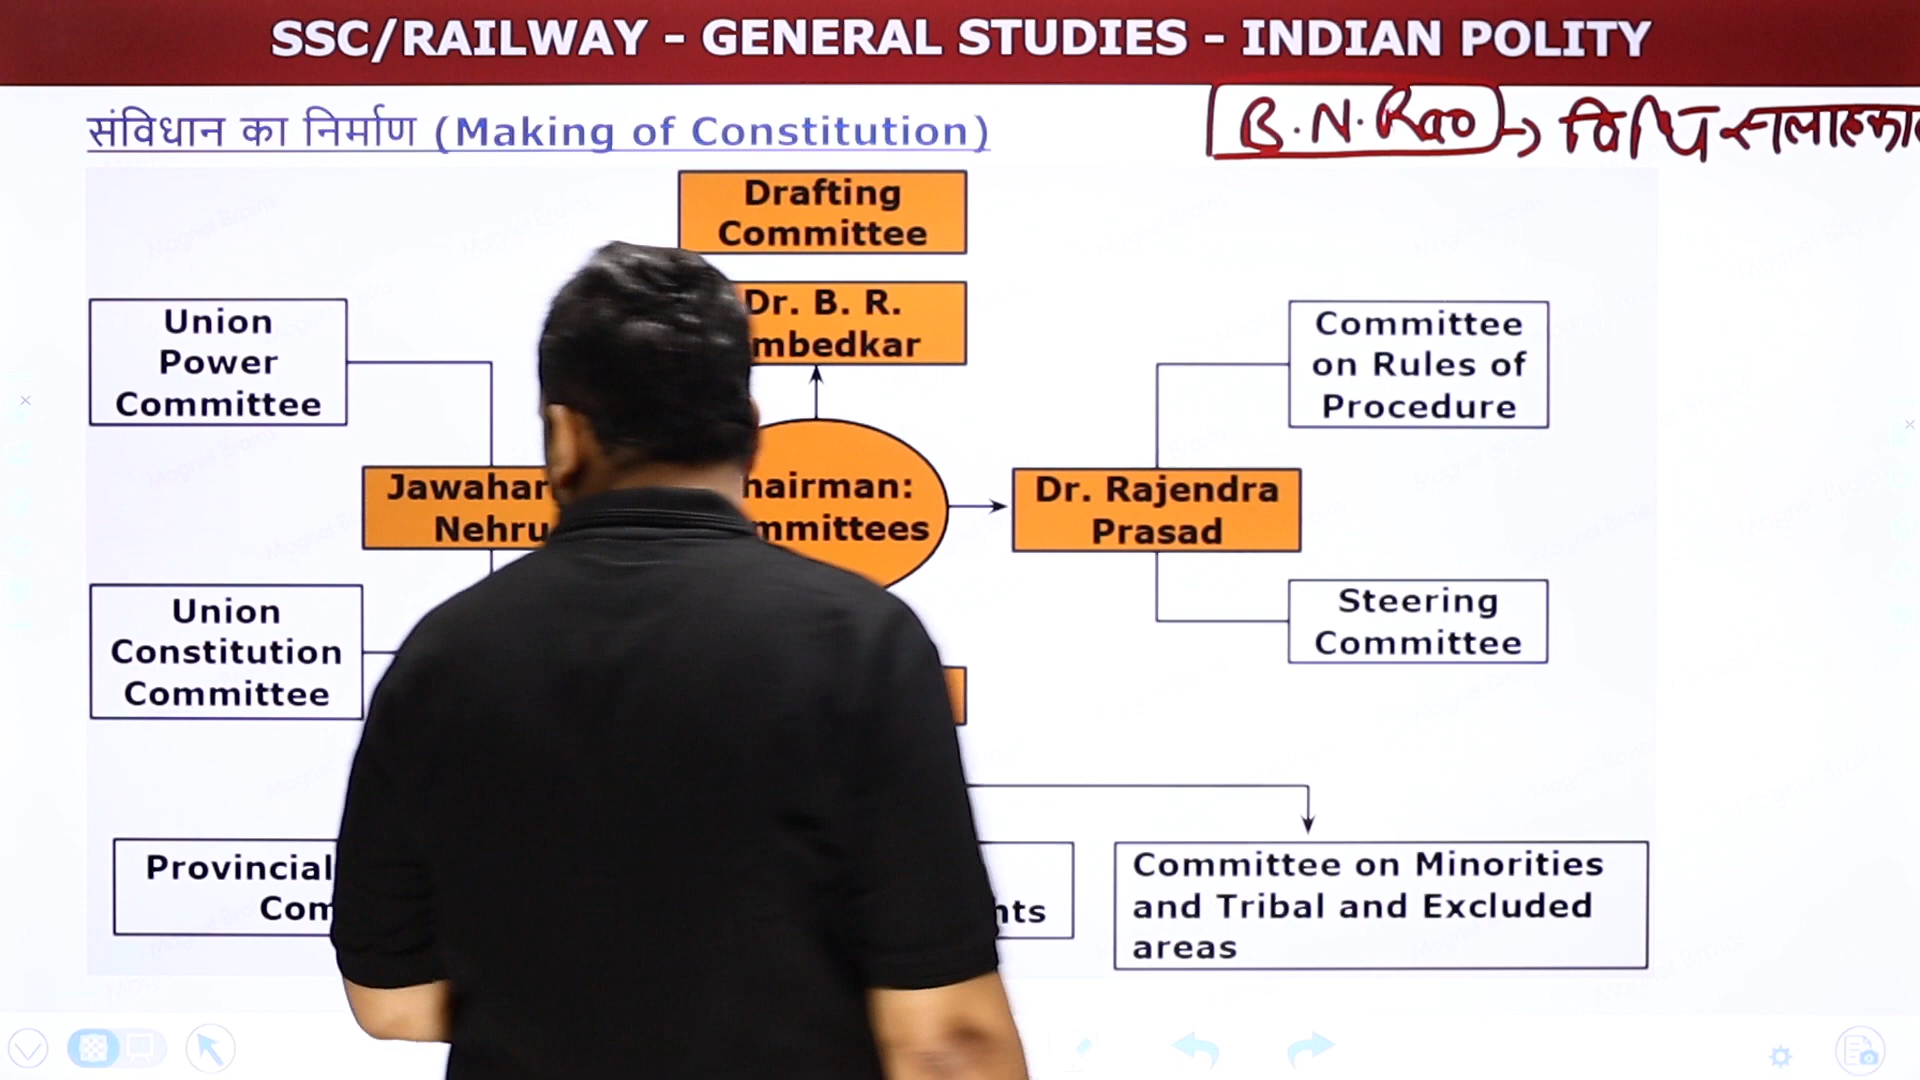 SSC/RAILWAY - GENERAL STUDIES - INDIAN POLITY
संविधान का निर्माण (Making of Constitution)
B.N.Rao → विधि सलाहका
Drafting
Committee
Dr. B. R.
mbedkar
Union
Power
Committee
Committee
on Rules of
Procedure
Jawahar
Nehru
hairman:
mmittees
Dr. Rajendra
Prasad
Union
Constitution
Committee
Steering
Committee
Provincial
Com
nts
Committee on Minorities
and Tribal and Excluded
areas